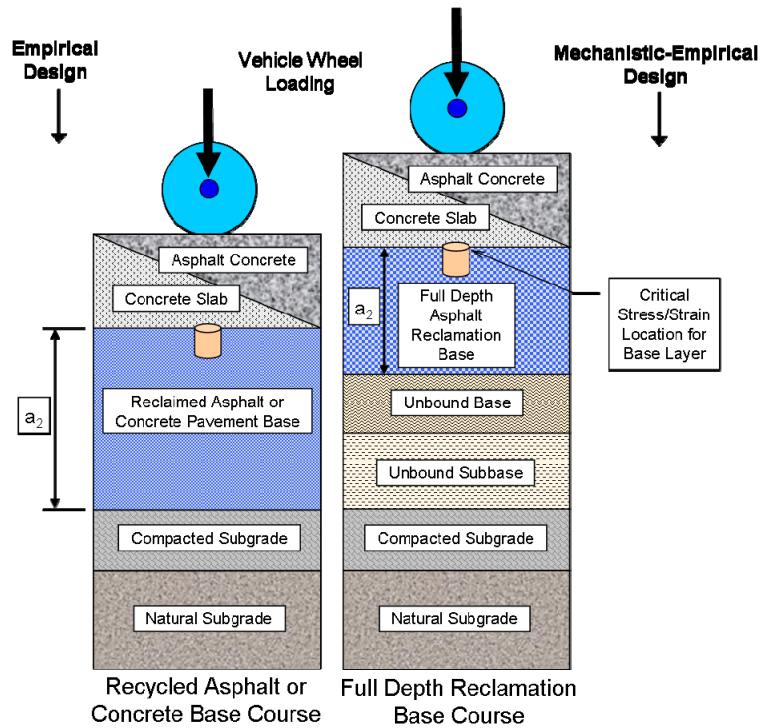 Empirical
Design
Vehicle Wheel
Loading
Mechanistic-Empirical
Design
Asphalt Concrete
Concrete Slab
a2
Reclaimed Asphalt or
Concrete Pavement Base
Compacted Subgrade
Natural Subgrade
Recycled Asphalt or
Concrete Base Course
Asphalt Concrete
Concrete Slab
a2
Full Depth
Asphalt
Reclamation
Base
Critical
Stress/Strain
Location for
Base Layer
Unbound Base
Unbound Subbase
Compacted Subgrade
Natural Subgrade
Full Depth Reclamation
Base Course